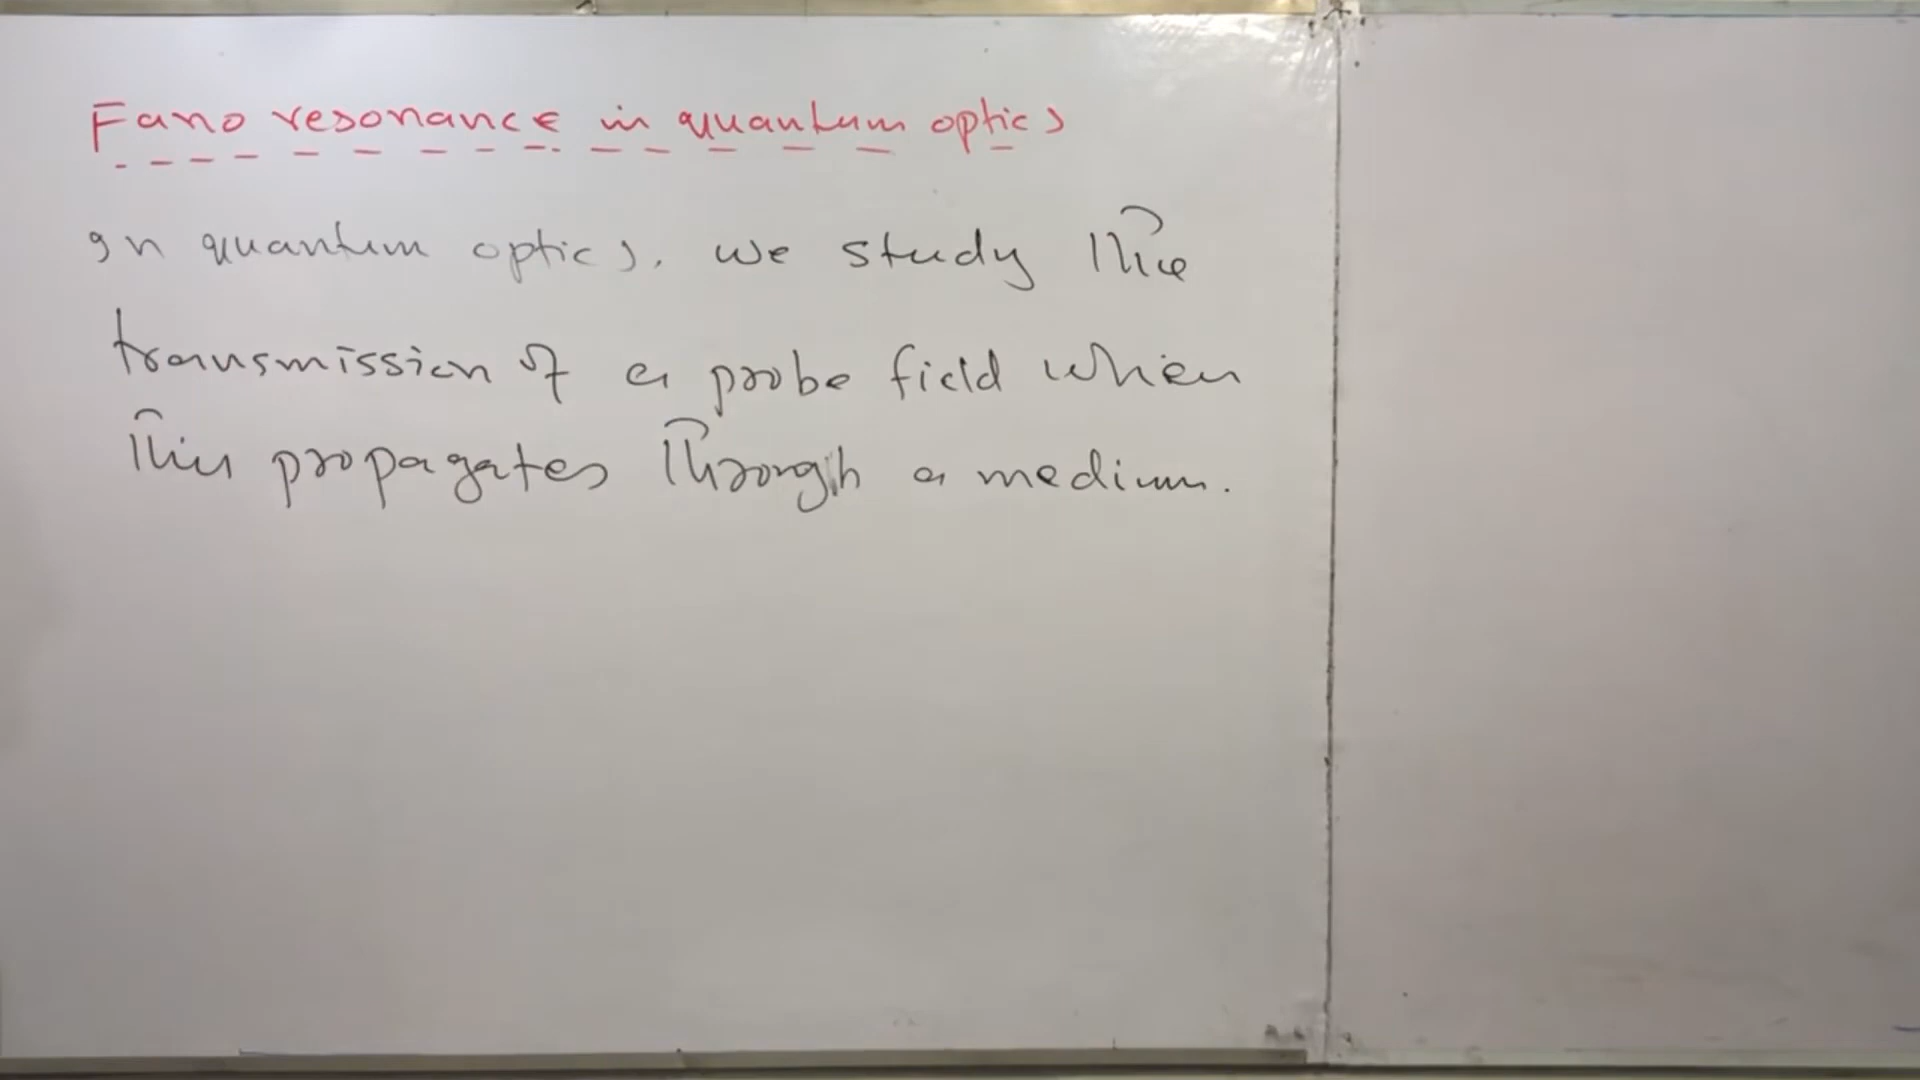 Fano resonance in quantum optics
In quantum optics, we study the
transmission of a probe field when
this propagates through a medium.